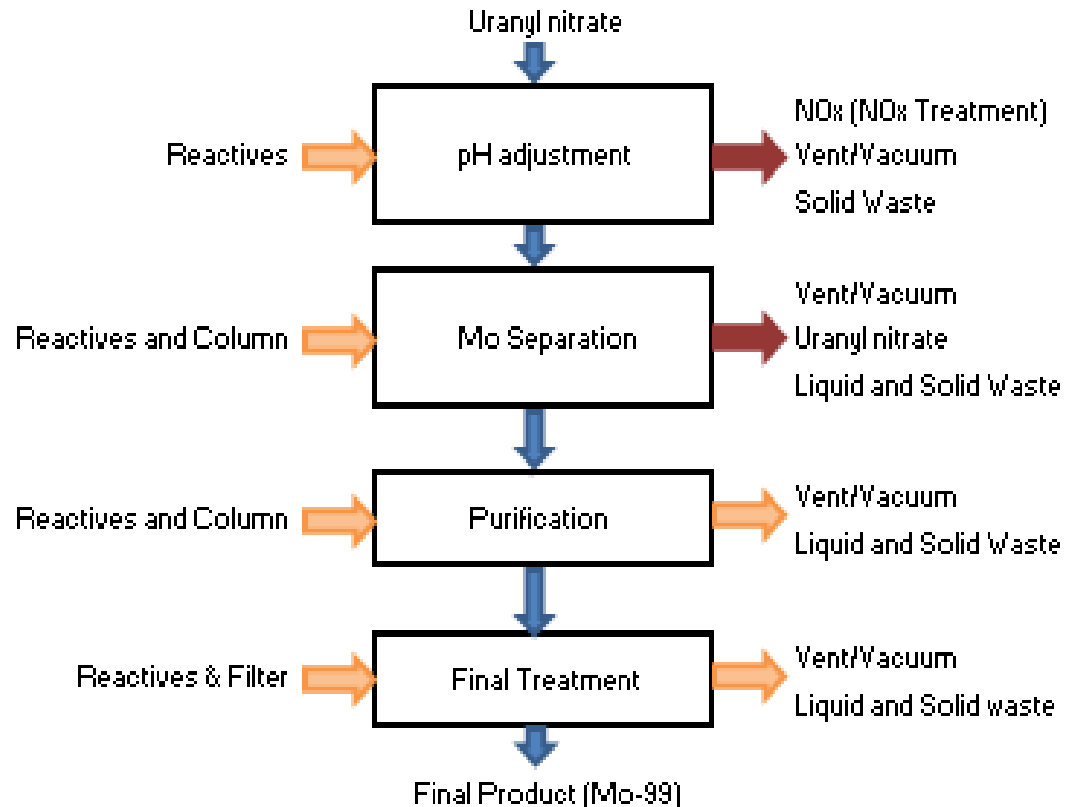 Uranyl nitrate
NOx (NOx Treatment)
Reactives
pH adjustment
Vent/Vacuum
Solid Waste
Vent/Vacuum
Reactives and Column
Mo Separation
Uranyl nitrate
Liquid and Solid Waste
Vent/Vacuum
Reactives and Column
Purification
Liquid and Solid Waste
Vent/Vacuum
Reactives & Filter
Final Treatment
Liquid and Solid waste
Final Product (Mo-99)